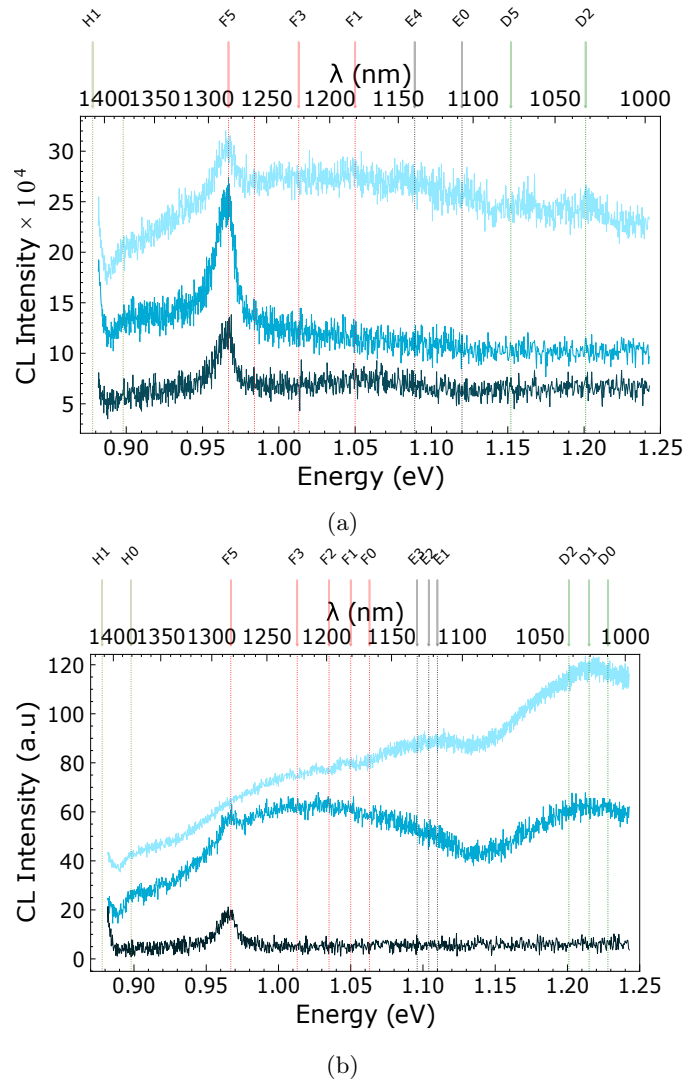 H1 F5 F3 F1 E4 E0 D5 D2
λ (nm)
1400 1350 1300 1250 1200 1150 1100 1050 1000
30
25
20
15
10
5
CL Intensity × 10⁴
0.90 0.95 1.00 1.05 1.10 1.15 1.20 1.25
Energy (eV)
(a)
H1 H0 F5 F3 F2 F1 F0 E3 E2 E1 D2 D1 D0
λ (nm)
1400 1350 1300 1250 1200 1150 1100 1050 1000
120
100
80
60
40
20
0
CL Intensity (a.u)
0.90 0.95 1.00 1.05 1.10 1.15 1.20 1.25
Energy (eV)
(b)